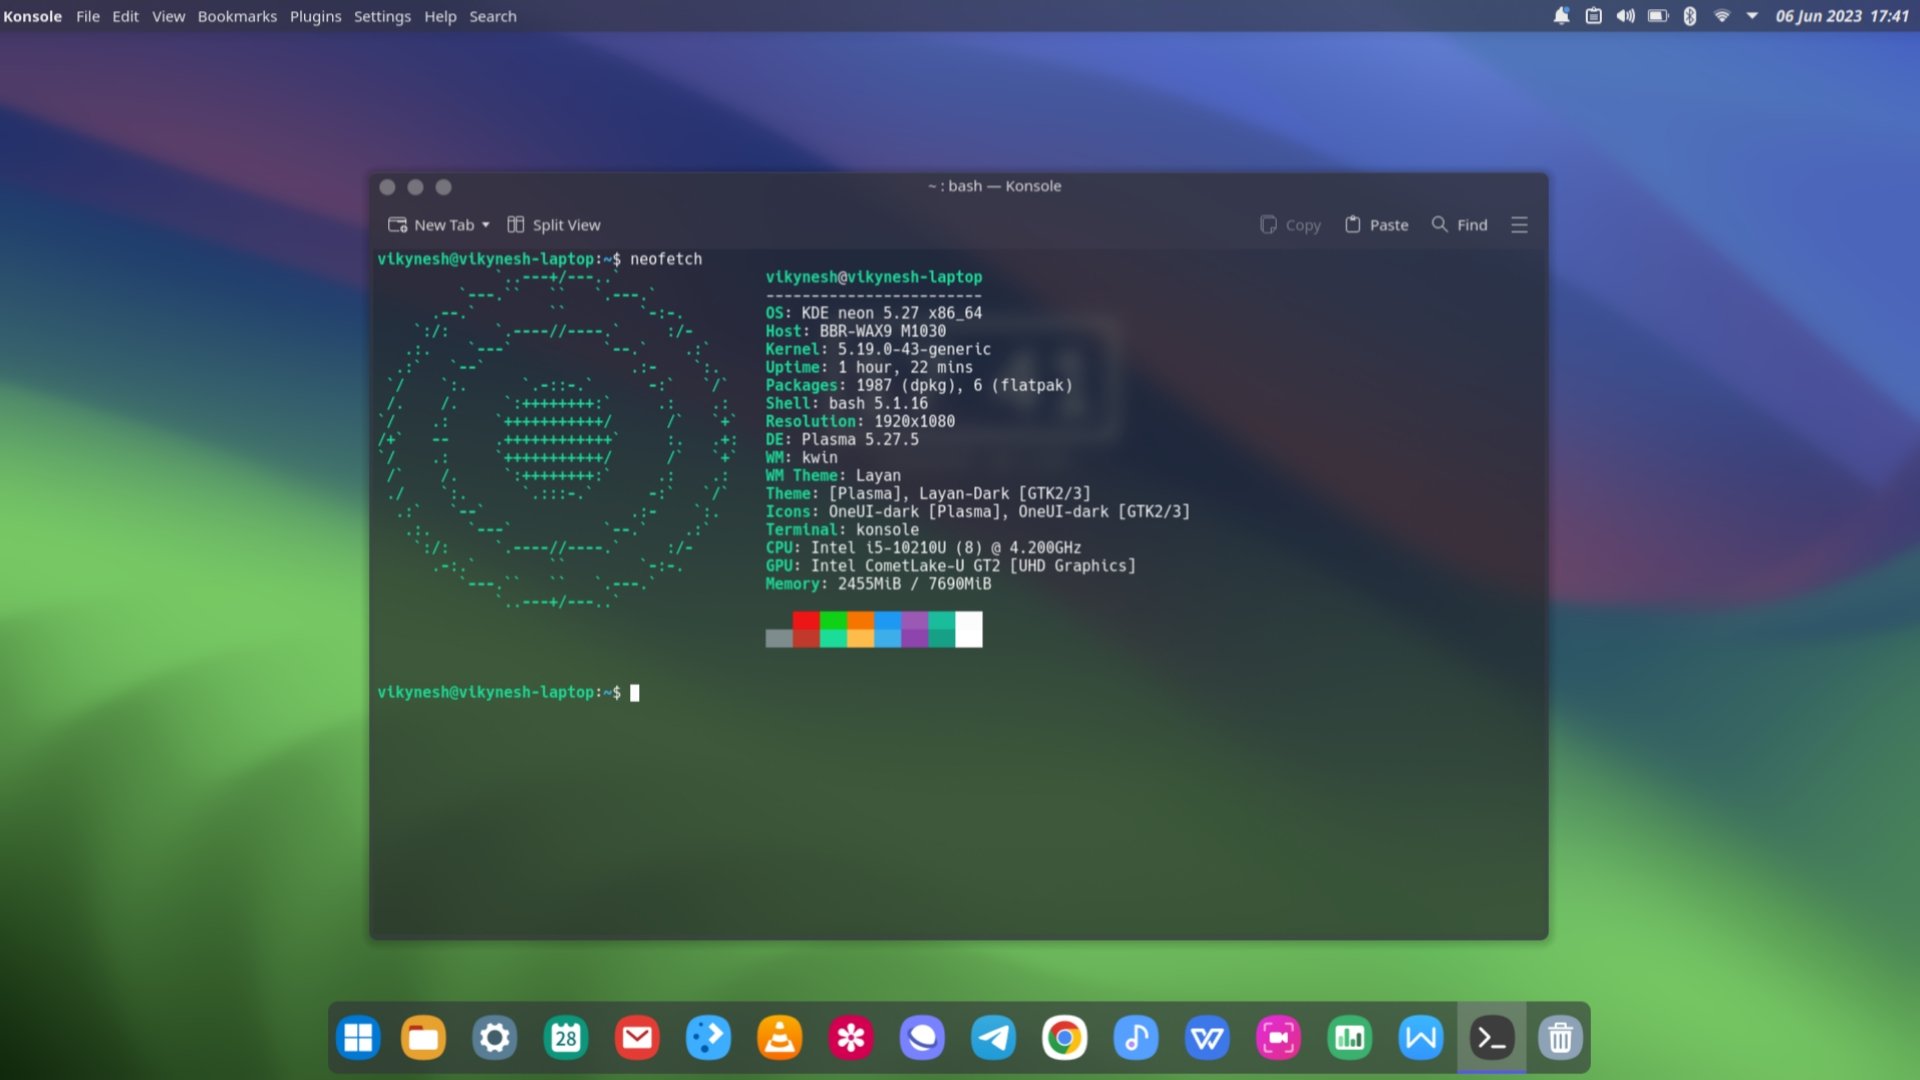 Konsole File Edit View Bookmarks Plugins Settings Help Search
06 Jun 2023 17:41
~ : bash — Konsole
New Tab Split View Copy Paste Find
vikynesh@vikynesh-laptop:~$ neofetch
vikynesh@vikynesh-laptop
------------------------
OS: KDE neon 5.27 x86_64
Host: BBR-WAX9 M1030
Kernel: 5.19.0-43-generic
Uptime: 1 hour, 22 mins
Packages: 1987 (dpkg), 6 (flatpak)
Shell: bash 5.1.16
Resolution: 1920x1080
DE: Plasma 5.27.5
WM: kwin
WM Theme: Layan
Theme: [Plasma], Layan-Dark [GTK2/3]
Icons: OneUI-dark [Plasma], OneUI-dark [GTK2/3]
Terminal: konsole
CPU: Intel i5-10210U (8) @ 4.200GHz
GPU: Intel CometLake-U GT2 [UHD Graphics]
Memory: 2455MiB / 7690MiB
vikynesh@vikynesh-laptop:~$
28